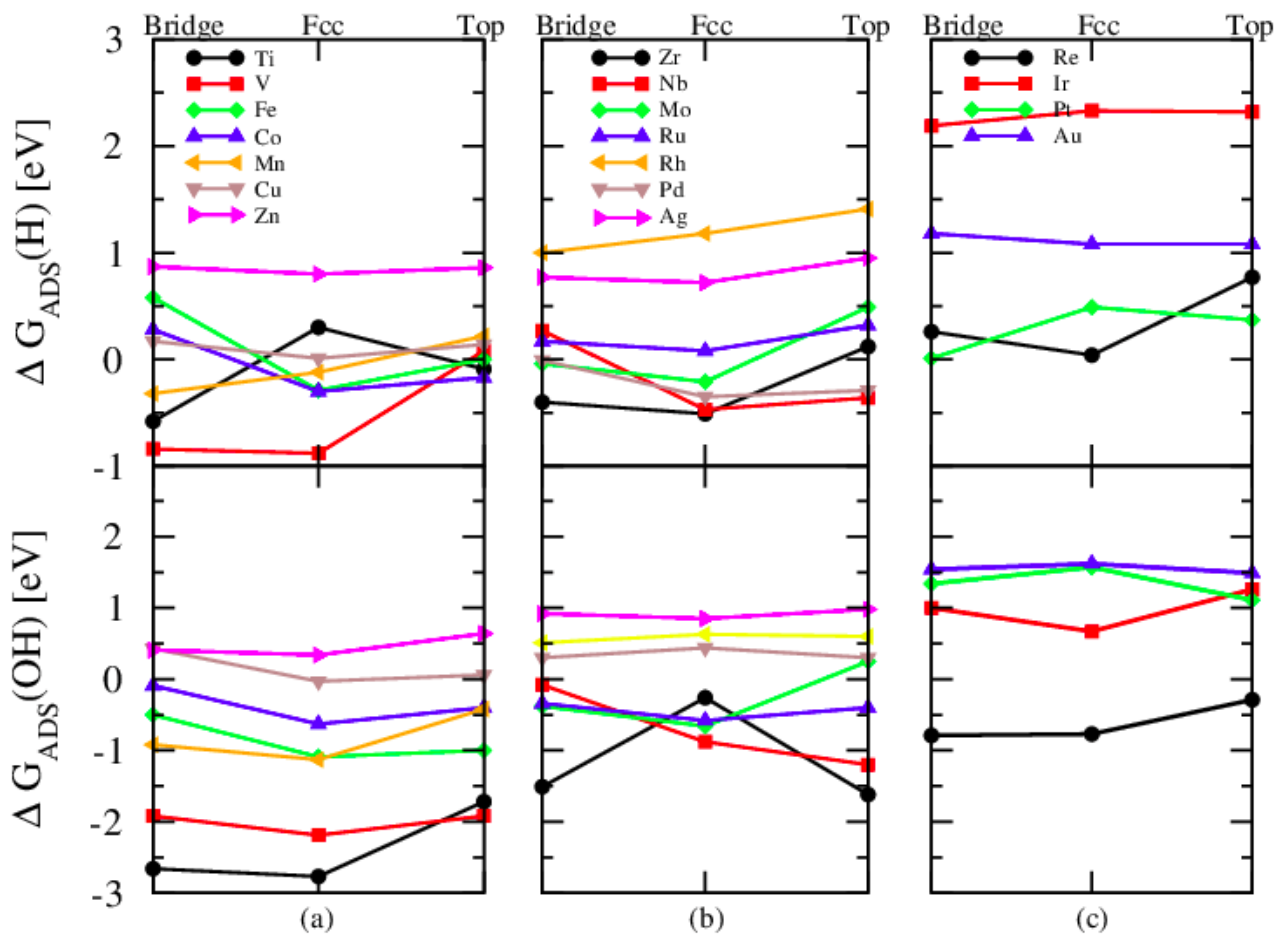 Bridge Fcc Top Bridge Fcc Top Bridge Fcc Top
3
2
1
0
-1
Δ G_ADS(H) [eV]
Ti
V
Fe
Co
Mn
Cu
Zn
Zr
Nb
Mo
Ru
Rh
Pd
Ag
Re
Ir
Pt
Au
2
1
0
-1
-2
-3
Δ G_ADS(OH) [eV]
(a) (b) (c)